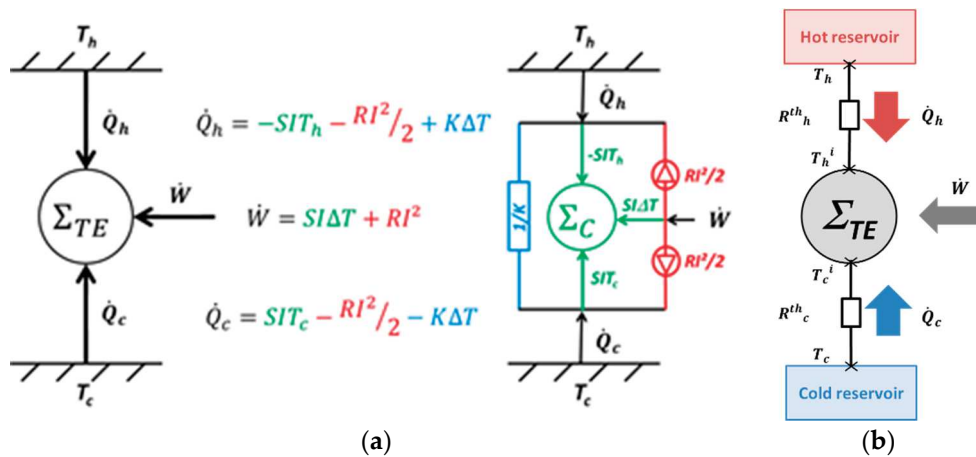 T_h
Q̇_h
Σ_TE
Ẇ
Q̇_c
T_c
Q̇_h = −SIT_h − RI²/2 + KΔT
Ẇ = SIΔT + RI²
Q̇_c = SIT_c − RI²/2 − KΔT
T_h
Q̇_h
-SIT_h
RI²/2
1/K
Σ_C
SIΔT
Ẇ
SIT_c
RI²/2
Q̇_c
T_c
(a)
Hot reservoir
T_h
R^th_h
Q̇_h
T_h^i
Σ_TE
Ẇ
T_c^i
R^th_c
Q̇_c
T_c
Cold reservoir
(b)